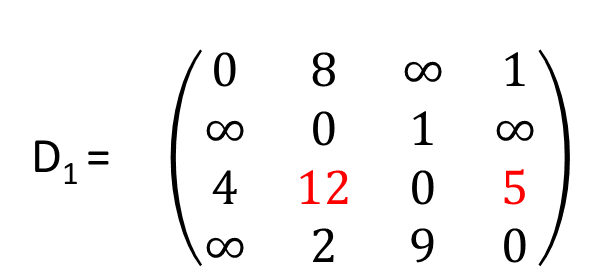 0 8 ∞ 1
∞ 0 1 ∞
D₁ =
4 12 0 5
∞ 2 9 0